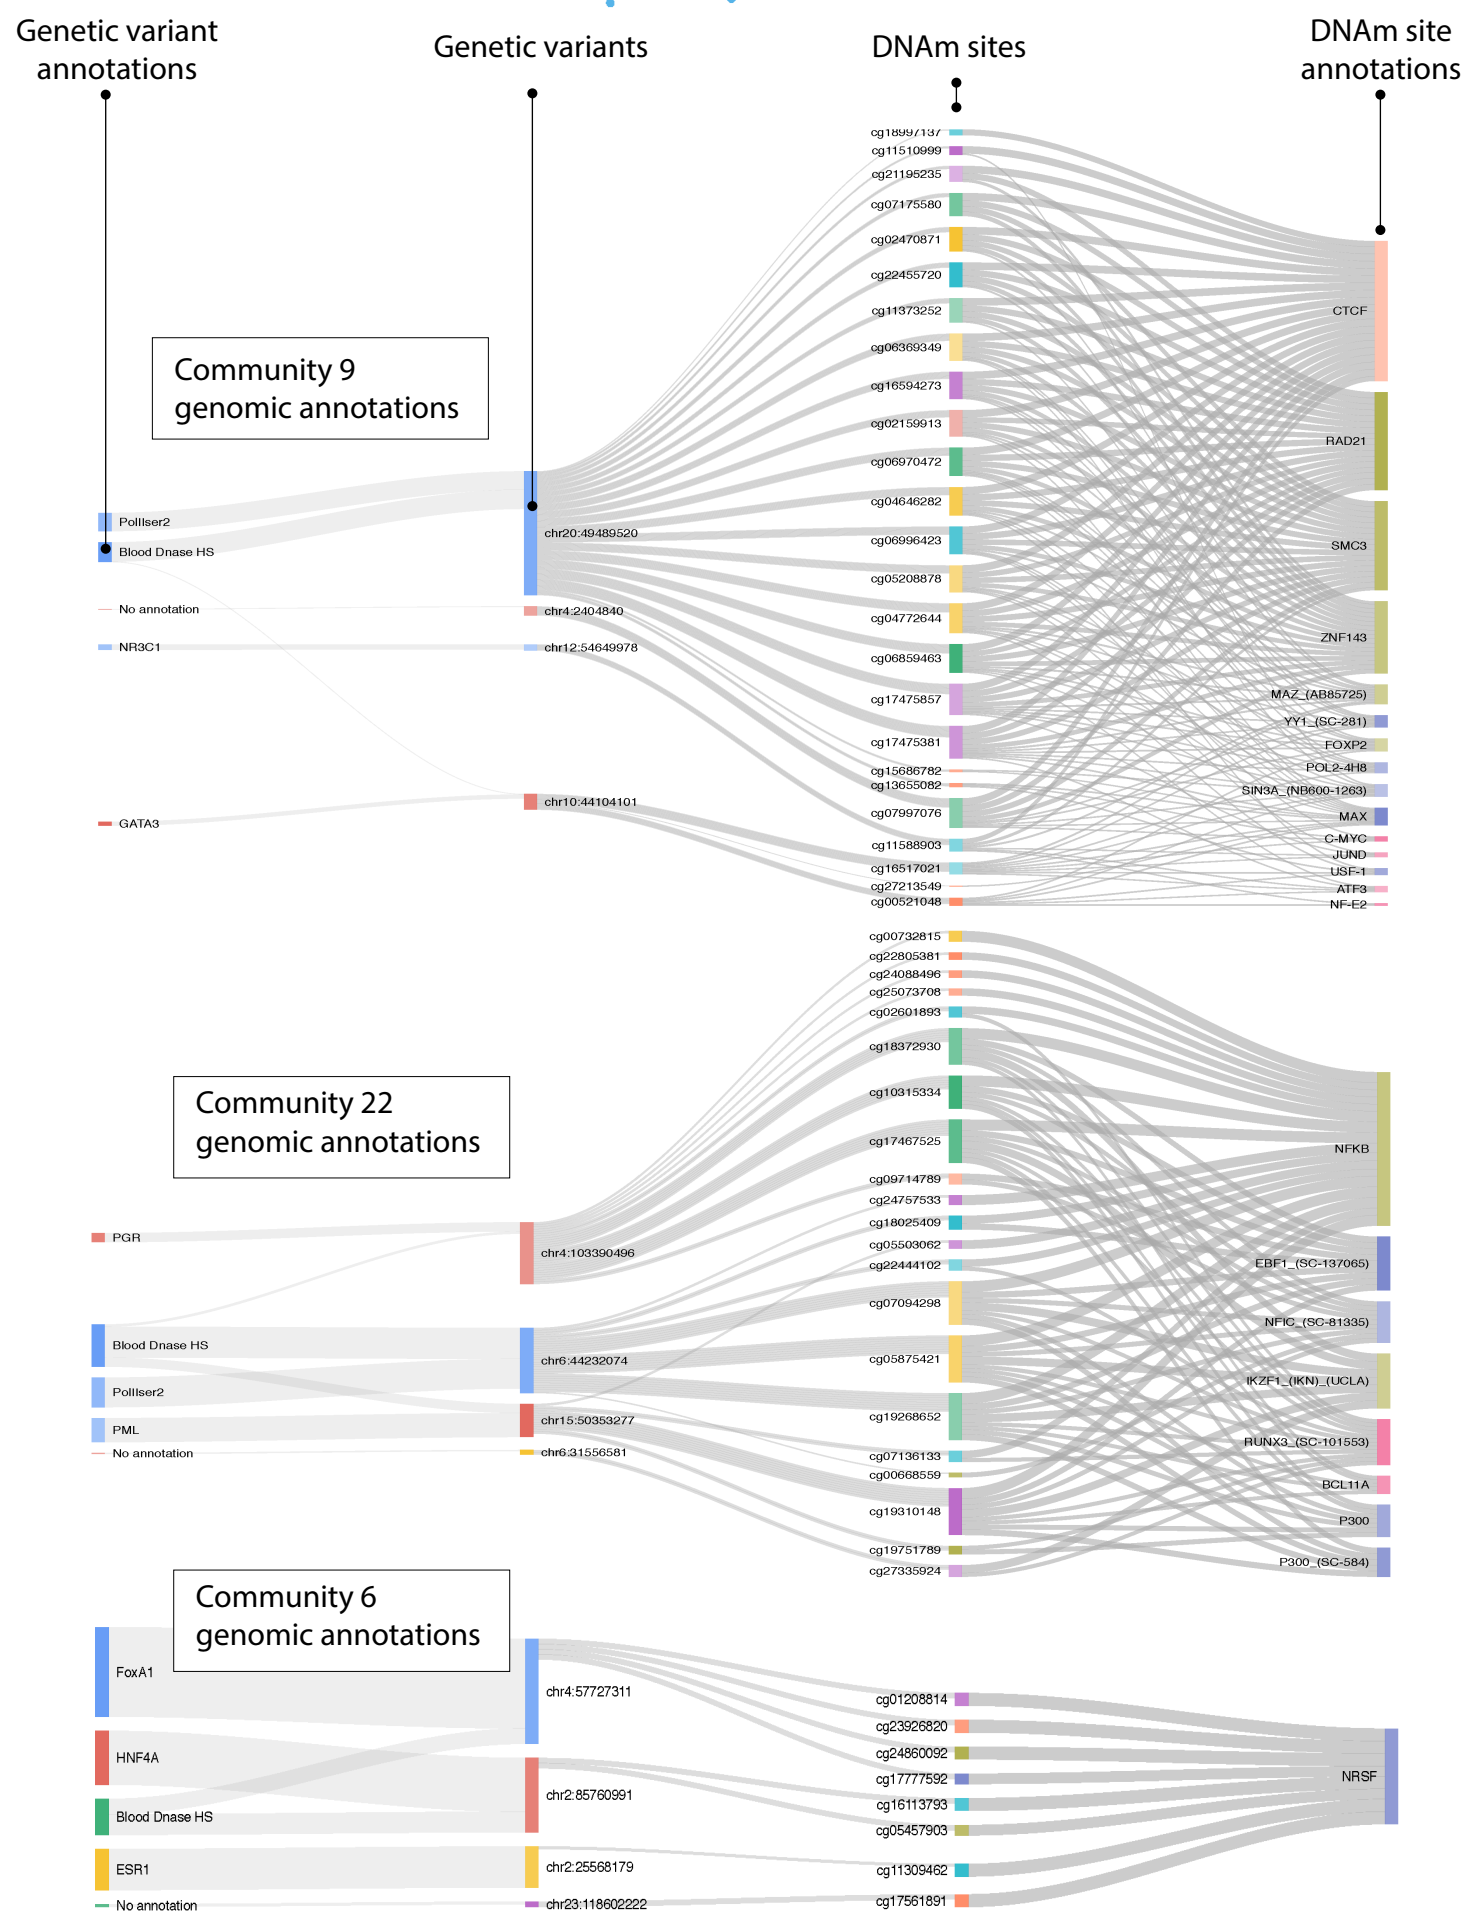 Genetic variant
annotations
Genetic variants
DNAm sites
DNAm site
annotations
Community 9
genomic annotations
PolIIser2
Blood Dnase HS
No annotation
NR3C1
GATA3
chr20:49489520
chr4:2404840
chr12:54649978
chr10:44104101
cg18997137
cg11510999
cg21195235
cg07175580
cg02470871
cg22455720
cg11373252
cg06369349
cg16594273
cg02159913
cg06970472
cg04646282
cg06996423
cg05208878
cg04772644
cg06859463
cg17475857
cg17475381
cg15686782
cg13655082
cg07997076
cg11588903
cg16517021
cg27213549
cg00521048
CTCF
RAD21
SMC3
ZNF143
MAZ_(AB85725)
YY1_(SC-281)
FOXP2
POL2-4H8
SIN3A_(NB600-1263)
MAX
C-MYC
JUND
USF-1
ATF3
NF-E2
Community 22
genomic annotations
PGR
Blood Dnase HS
PolIIser2
PML
No annotation
chr4:103390496
chr6:44232074
chr15:50353277
chr6:31556581
cg00732815
cg22805381
cg24088496
cg25073708
cg02601893
cg18372930
cg10315334
cg17467525
cg09714789
cg24757533
cg18025409
cg05503062
cg22444102
cg07094298
cg05875421
cg19268652
cg07136133
cg00668559
cg19310148
cg19751789
cg27335924
NFKB
EBF1_(SC-137065)
NFIC_(SC-81335)
IKZF1_(IKN)_(UCLA)
RUNX3_(SC-101553)
BCL11A
P300
P300_(SC-584)
Community 6
genomic annotations
FoxA1
HNF4A
Blood Dnase HS
ESR1
No annotation
chr4:57727311
chr2:85760991
chr2:25568179
chr23:118602222
cg01208814
cg23926820
cg24860092
cg17777592
cg16113793
cg05457903
cg11309462
cg17561891
NRSF